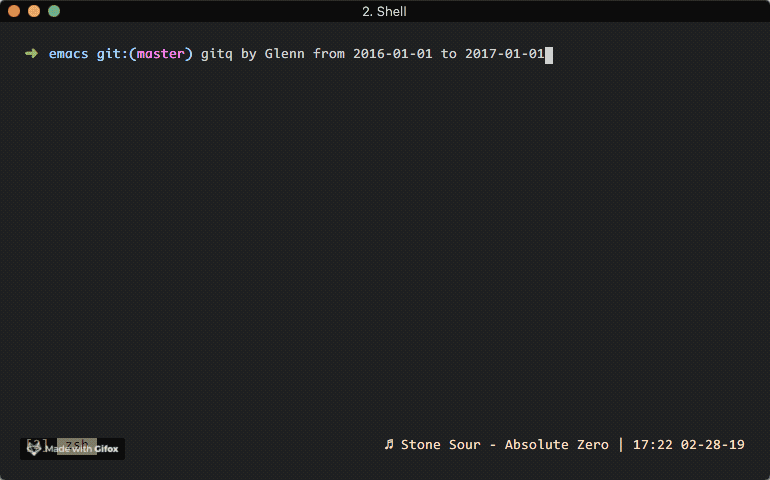 2. Shell
➜ emacs git:(master) gitq by Glenn from 2016-01-01 to 2017-01-01
zsh ♬ Stone Sour - Absolute Zero | 17:22 02-28-19
Made with Gifox